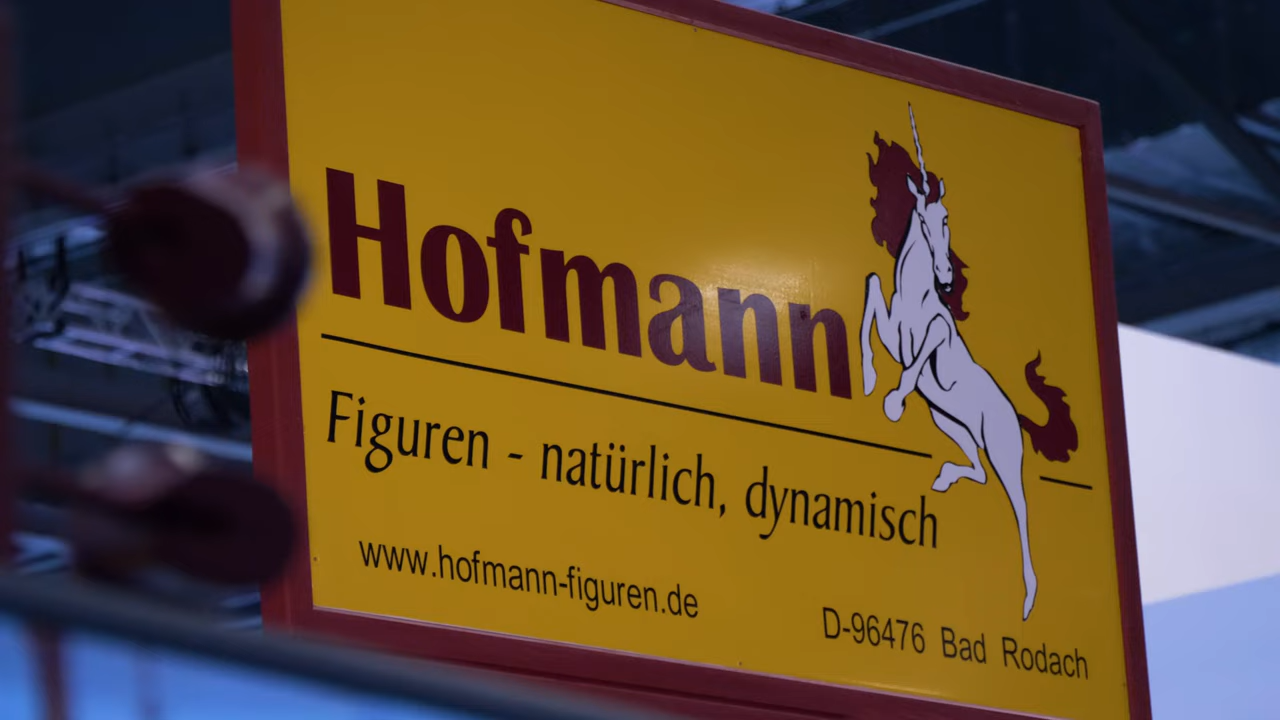 Hofmann
Figuren - natürlich, dynamisch
www.hofmann-figuren.de
D-96476 Bad Rodach